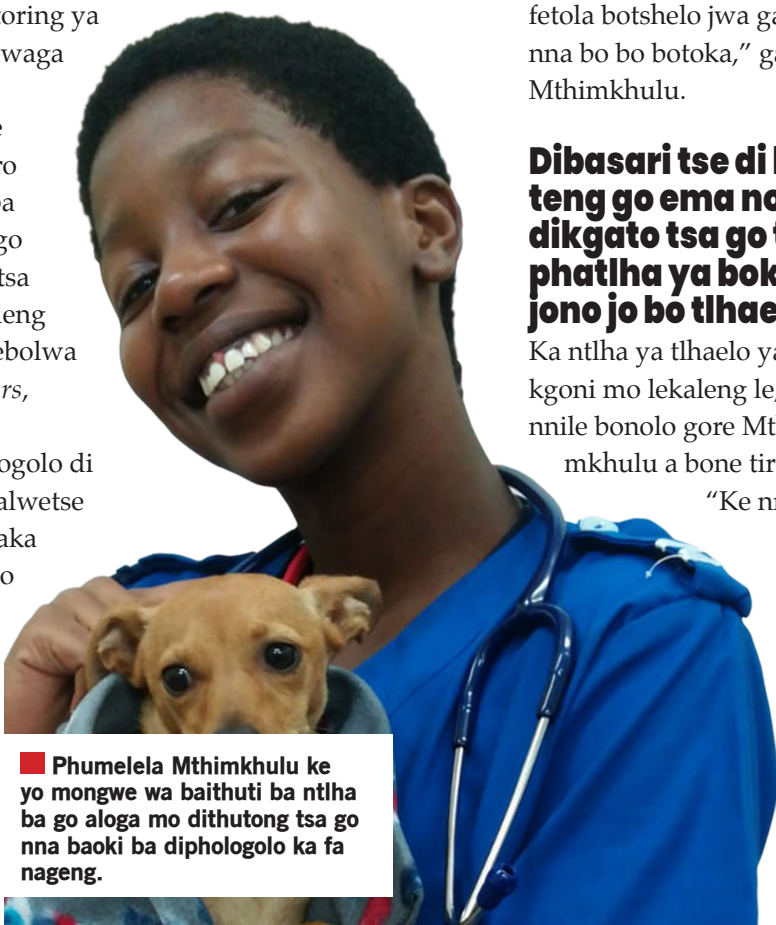 toring ya
waga
ro
go
tsa
eng
ebolwa
rs,
ogolo di
alwetse
aka
o
Phumelela Mthimkhulu ke
yo mongwe wa baithuti ba ntlha
ba go aloga mo dithutong tsa go
nna baoki ba diphologolo ka fa
nageng.
fetola botshelo jwa ga
nna bo bo botoka,” ga
Mthimkhulu.
Dibasari tse di
teng go ema no
dikgato tsa go
phatlha ya bok
jono jo bo tlhae
Ka ntlha ya tlhaelo ya
kgoni mo lekaleng le,
nnile bonolo gore Mt
mkhulu a bone tir
“Ke n